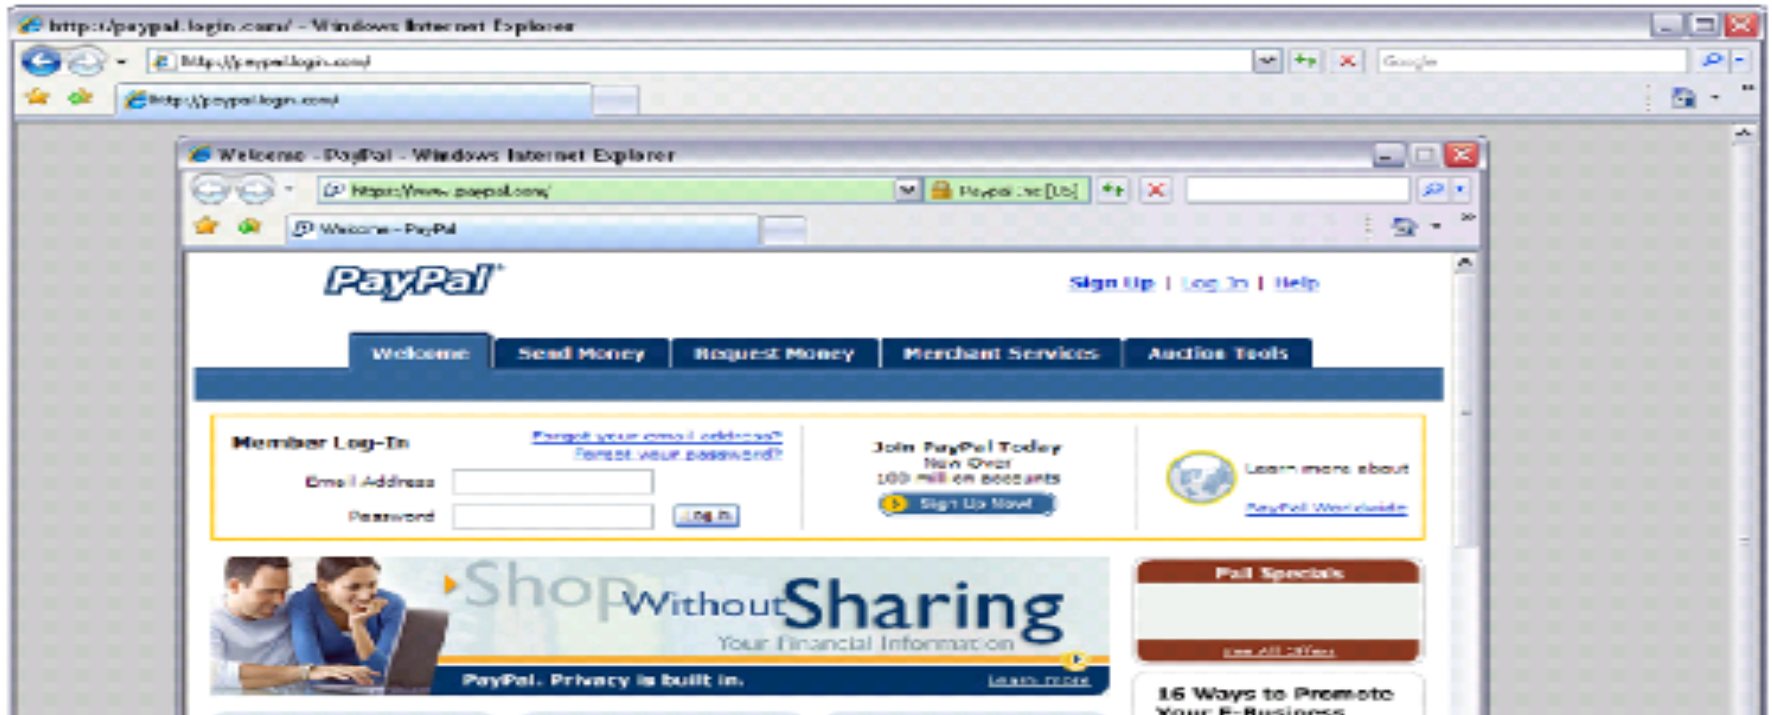 http://paypal.login.com/ - Windows Internet Explorer
http://paypal.login.com/
Google
http://paypal.login.com/
Welcome - PayPal - Windows Internet Explorer
https://www.paypal.com/
Paypal Inc [US]
Welcome - PayPal
PayPal
Sign Up | Log In | Help
Welcome
Send Money
Request Money
Merchant Services
Auction Tools
Member Log-In
Forgot your email address?
Forgot your password?
Email Address
Password
Log In
Join PayPal Today
Now Over
100 million accounts
Sign Up Now!
Learn more about
PayPal Worldwide
Shop Without Sharing
Your Financial Information
PayPal. Privacy is built in.
Learn more
Fall Specials
View All Offers
16 Ways to Promote
Your E-Business